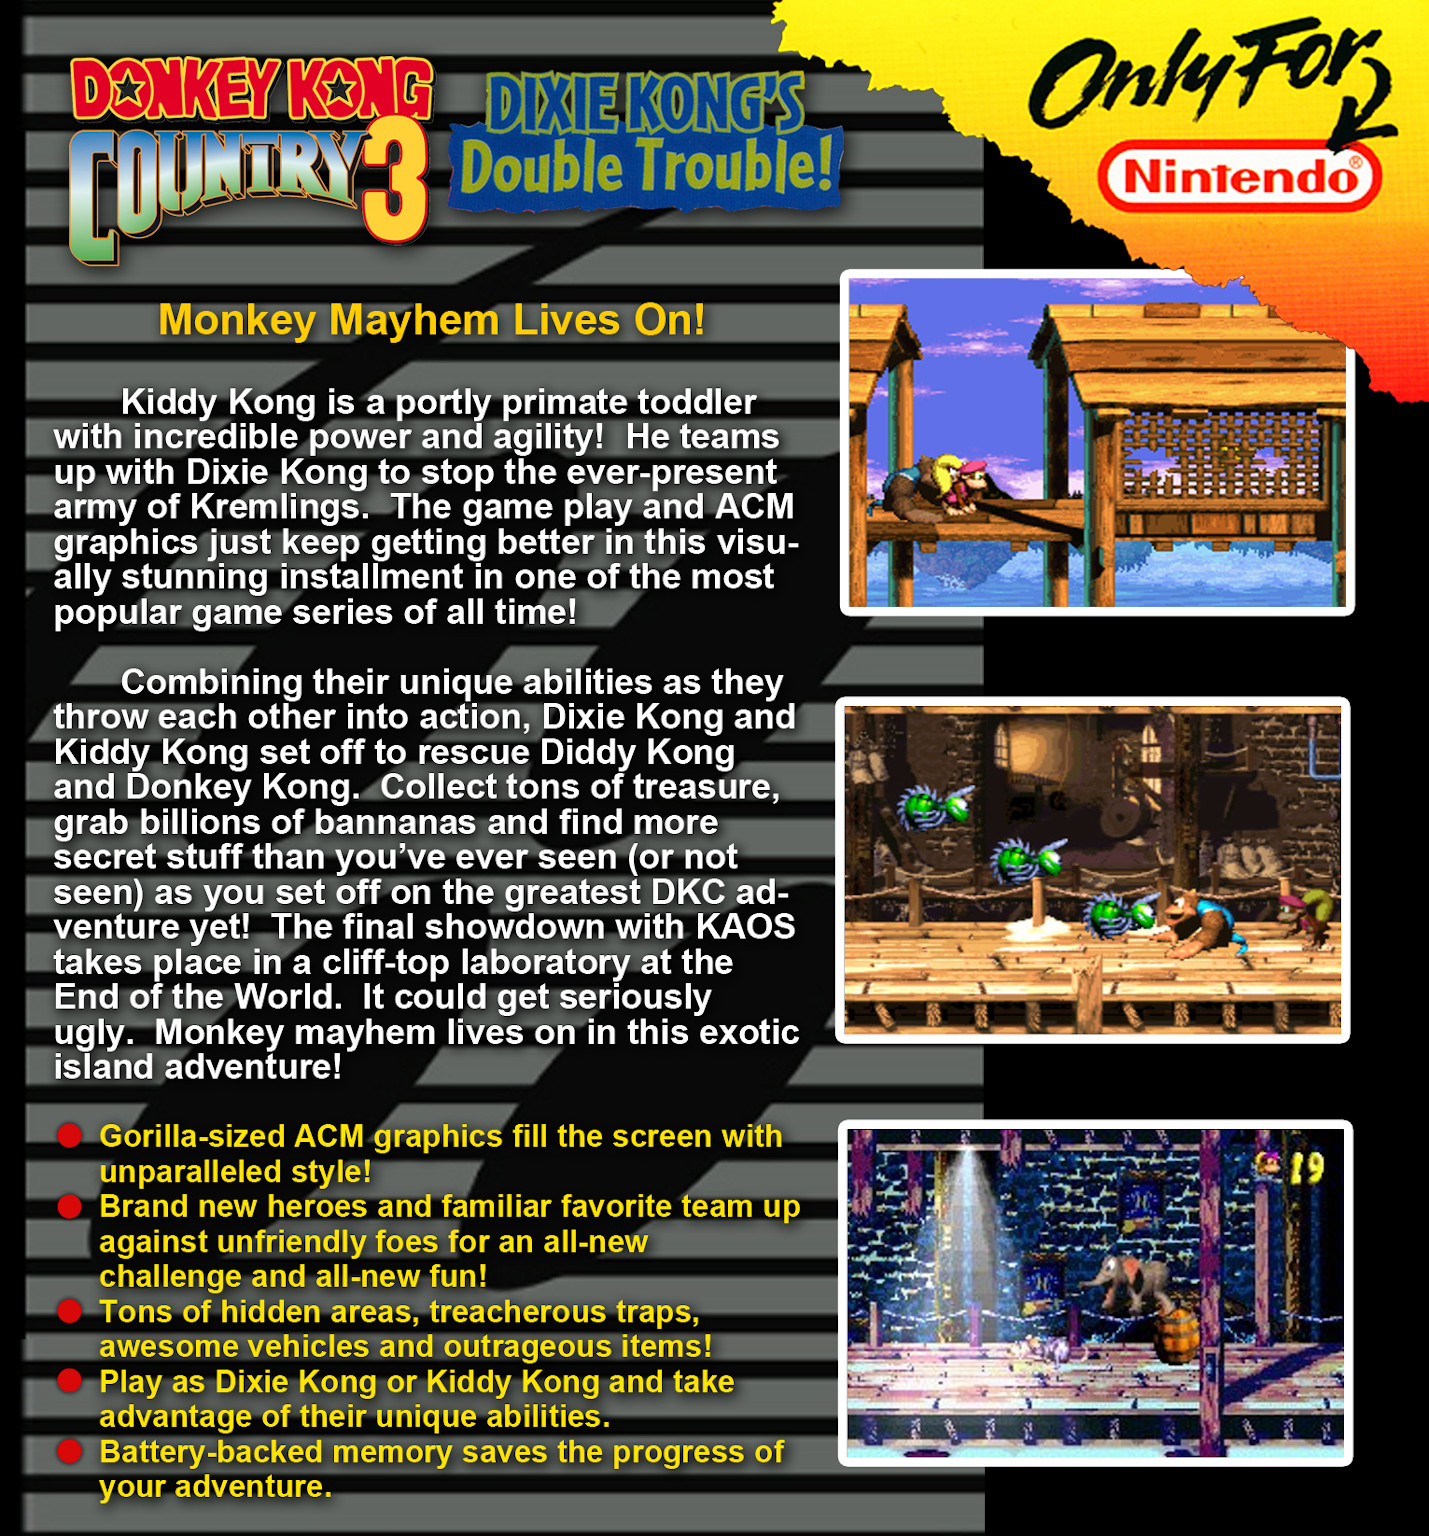 DONKEY KONG
COUNTRY 3
DIXIE KONG'S
Double Trouble!
Only For
Nintendo®
Monkey Mayhem Lives On!
Kiddy Kong is a portly primate toddler
with incredible power and agility!  He teams
up with Dixie Kong to stop the ever-present
army of Kremlings.  The game play and ACM
graphics just keep getting better in this visu-
ally stunning installment in one of the most
popular game series of all time!
Combining their unique abilities as they
throw each other into action, Dixie Kong and
Kiddy Kong set off to rescue Diddy Kong
and Donkey Kong.  Collect tons of treasure,
grab billions of bannanas and find more
secret stuff than you’ve ever seen (or not
seen) as you set off on the greatest DKC ad-
venture yet!  The final showdown with KAOS
takes place in a cliff-top laboratory at the
End of the World.  It could get seriously
ugly.  Monkey mayhem lives on in this exotic
island adventure!
● Gorilla-sized ACM graphics fill the screen with
unparalleled style!
● Brand new heroes and familiar favorite team up
against unfriendly foes for an all-new
challenge and all-new fun!
● Tons of hidden areas, treacherous traps,
awesome vehicles and outrageous items!
● Play as Dixie Kong or Kiddy Kong and take
advantage of their unique abilities.
● Battery-backed memory saves the progress of
your adventure.
19